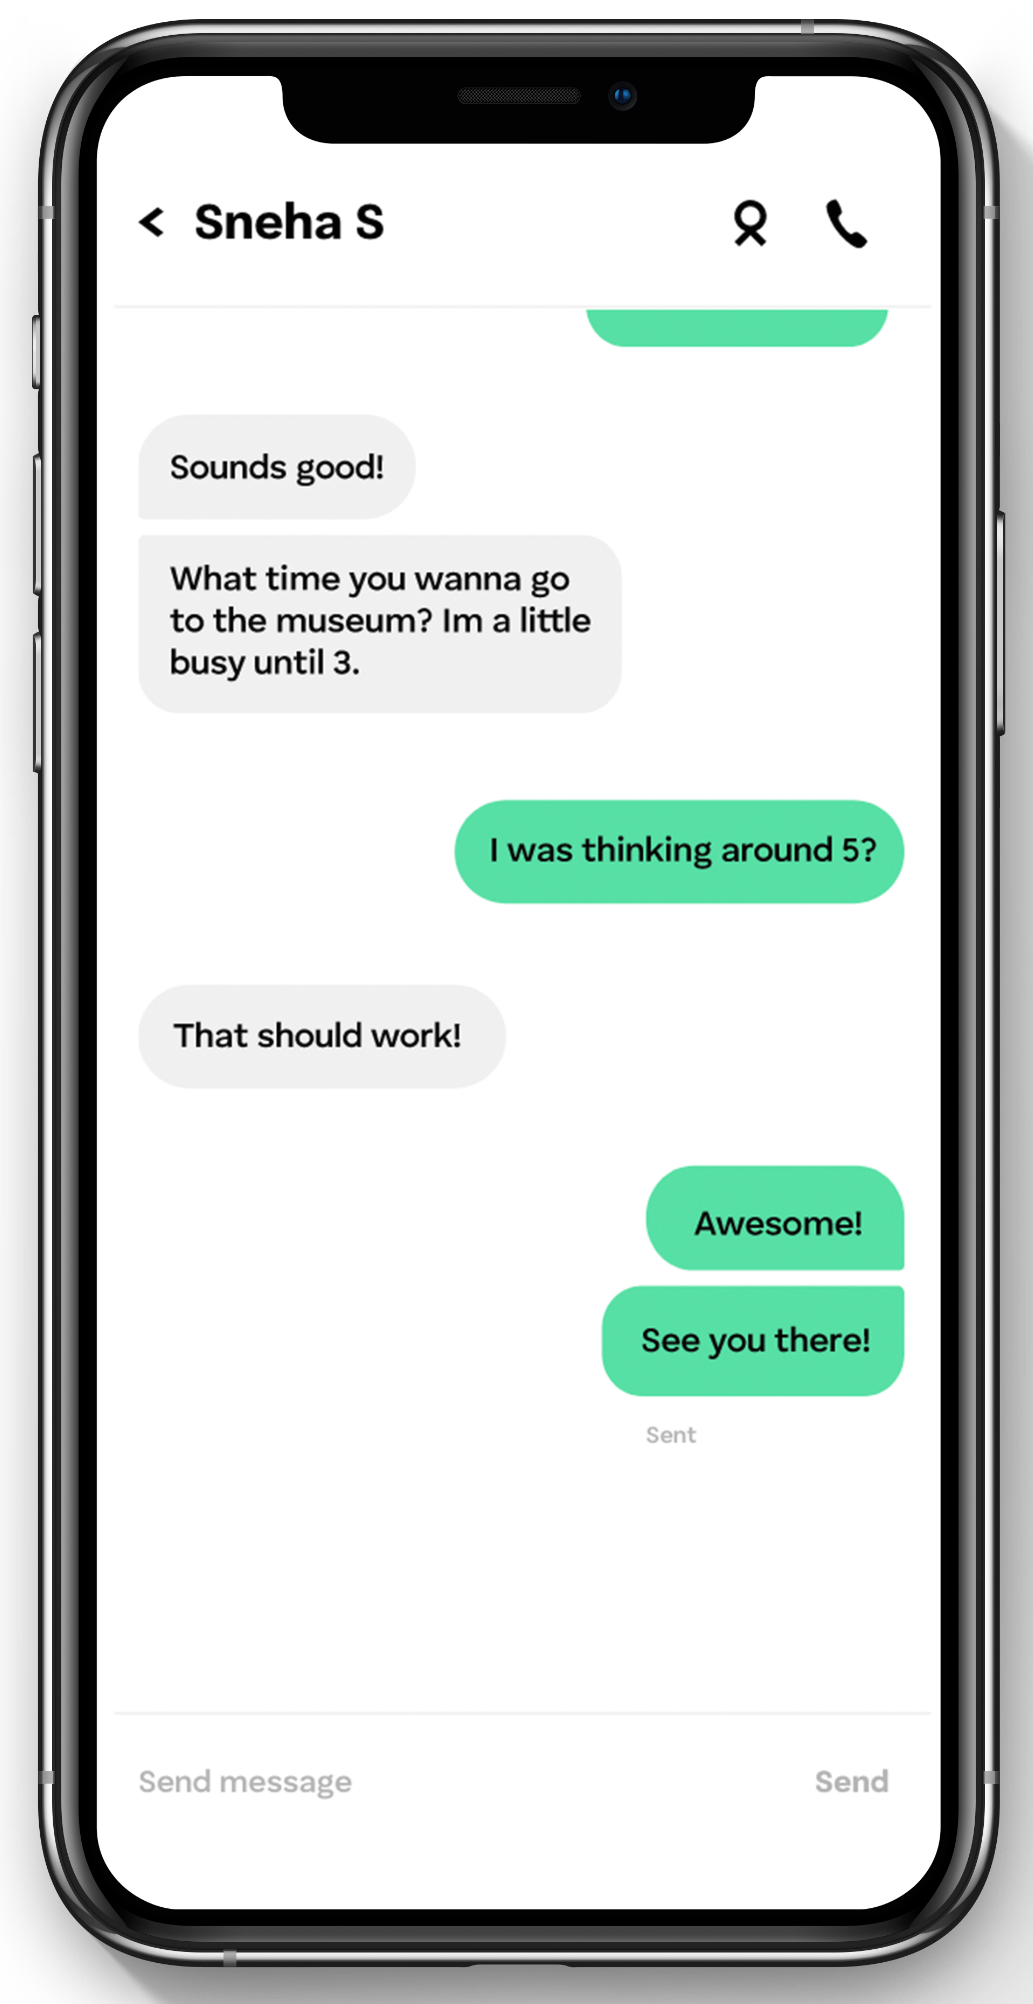 Sneha S
Sounds good!
What time you wanna go
to the museum? Im a little
busy until 3.
I was thinking around 5?
That should work!
Awesome!
See you there!
Sent
Send message
Send